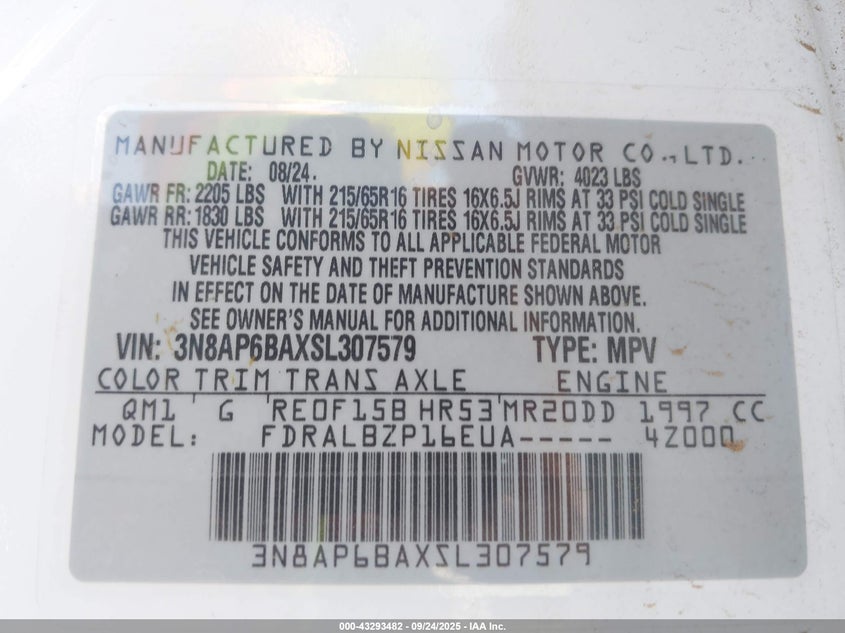 MANUFACTURED BY NISSAN MOTOR CO.,LTD.
DATE: 08/24. GVWR: 4023 LBS
GAWR FR: 2205 LBS WITH 215/65R16 TIRES 16X6.5J RIMS AT 33 PSI COLD SINGLE
GAWR RR: 1830 LBS WITH 215/65R16 TIRES 16X6.5J RIMS AT 33 PSI COLD SINGLE
THIS VEHICLE CONFORMS TO ALL APPLICABLE FEDERAL MOTOR
VEHICLE SAFETY AND THEFT PREVENTION STANDARDS
IN EFFECT ON THE DATE OF MANUFACTURE SHOWN ABOVE.
SEE OWNER'S MANUAL FOR ADDITIONAL INFORMATION.
VIN: 3N8AP6BAXSL307579 TYPE: MPV
COLOR TRIM TRANS AXLE ENGINE
QM1 G RE0F15B HR53 MR20DD 1997 CC
MODEL: FDRALBZP16EUA----- 4Z000
3N8AP6BAXSL307579
000-43293482 - 09/24/2025 - IAA Inc.